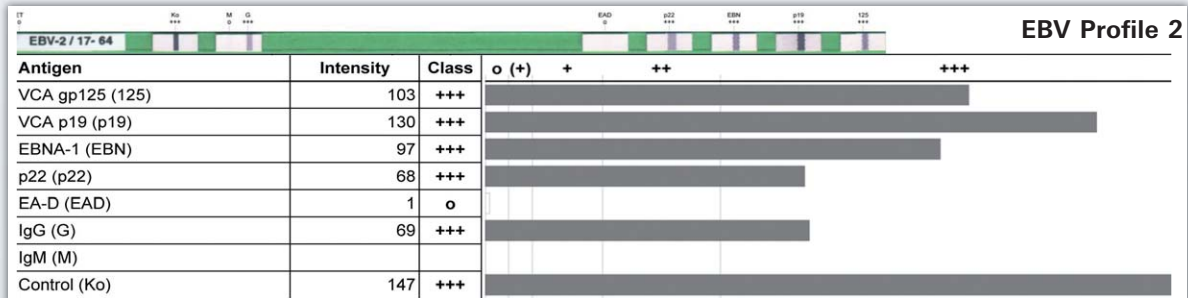 ET Ko M G EAD p22 EBN p19 125
o +++ o +++ o +++ +++ +++ +++
EBV Profile 2
EBV-2 / 17- 64
Antigen Intensity Class o (+) + ++ +++
VCA gp125 (125) 103 +++
VCA p19 (p19) 130 +++
EBNA-1 (EBN) 97 +++
p22 (p22) 68 +++
EA-D (EAD) 1 o
IgG (G) 69 +++
IgM (M)
Control (Ko) 147 +++